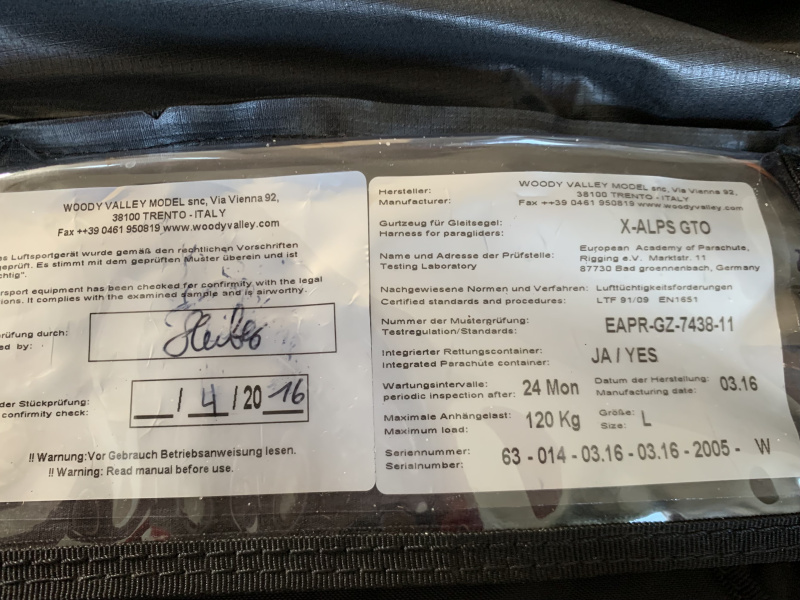 WOODY VALLEY MODEL snc, Via Vienna 92,
38100 TRENTO - ITALY
Fax ++39 0461 950819 www.woodyvalley.com
Luftsportgerät wurde gemäß den rechtlichen Vorschriften
geprüft. Es stimmt mit dem geprüften Muster überein und ist
equipment has been checked for confirmity with the legal
It complies with the examined sample and is airworthy.
durch:
by:
der Stückprüfung:
confirmity check:
__ / 4 / 20 16
!! Warnung: Vor Gebrauch Betriebsanweisung lesen.
!! Warning: Read manual before use.
Hersteller:
Manufacturer:
WOODY VALLEY MODEL snc, Via Vienna 92,
38100 TRENTO - ITALY
Fax ++39 0461 950819 www.woodyvalley.com
Gurtzeug für Gleitsegel:
Harness for paragliders:
X-ALPS GTO
Name und Adresse der Prüfstelle:
Testing Laboratory
European Academy of Parachute,
Rigging e.V. Marktstr. 11
87730 Bad groennenbach, Germany
Nachgewiesene Normen und Verfahren:
Certified standards and procedures:
Lufttüchtigkeitsforderungen
LTF 91/09 EN1651
Nummer der Musterprüfung:
Testregulation/Standards:
EAPR-GZ-7438-11
Integrierter Rettungscontainer:
Integrated Parachute container:
JA / YES
Wartungsintervalle:
periodic inspection after:
24 Mon
Datum der Herstellung:
Manufacturing date:
03.16
Maximale Anhängelast:
Maximum load:
120 Kg
Größe:
Size:
L
Seriennummer:
Serialnumber:
63 - 014 - 03.16 - 03.16 - 2005 - W